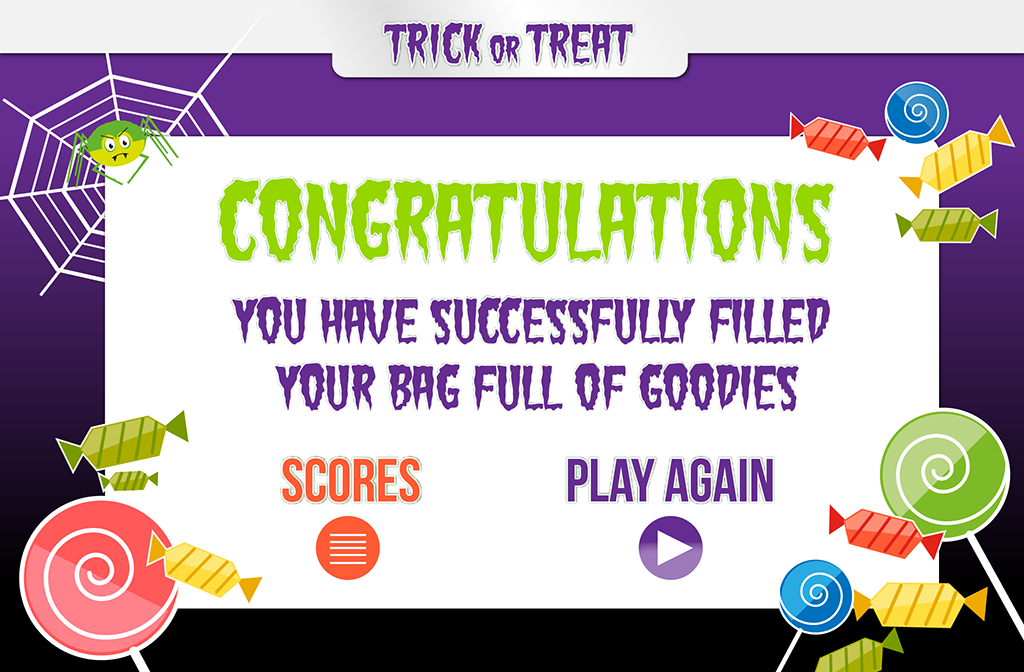 TRICK OR TREAT
CONGRATULATIONS
YOU HAVE SUCCESSFULLY FILLED
YOUR BAG FULL OF GOODIES
SCORES PLAY AGAIN